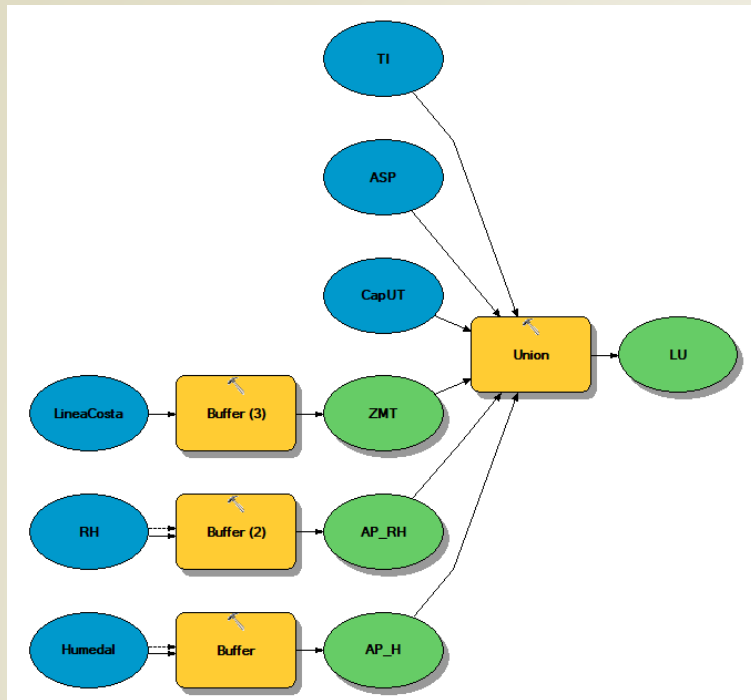 TI
ASP
CapUT
Union
LU
LineaCosta
Buffer (3)
ZMT
RH
Buffer (2)
AP_RH
Humedal
Buffer
AP_H